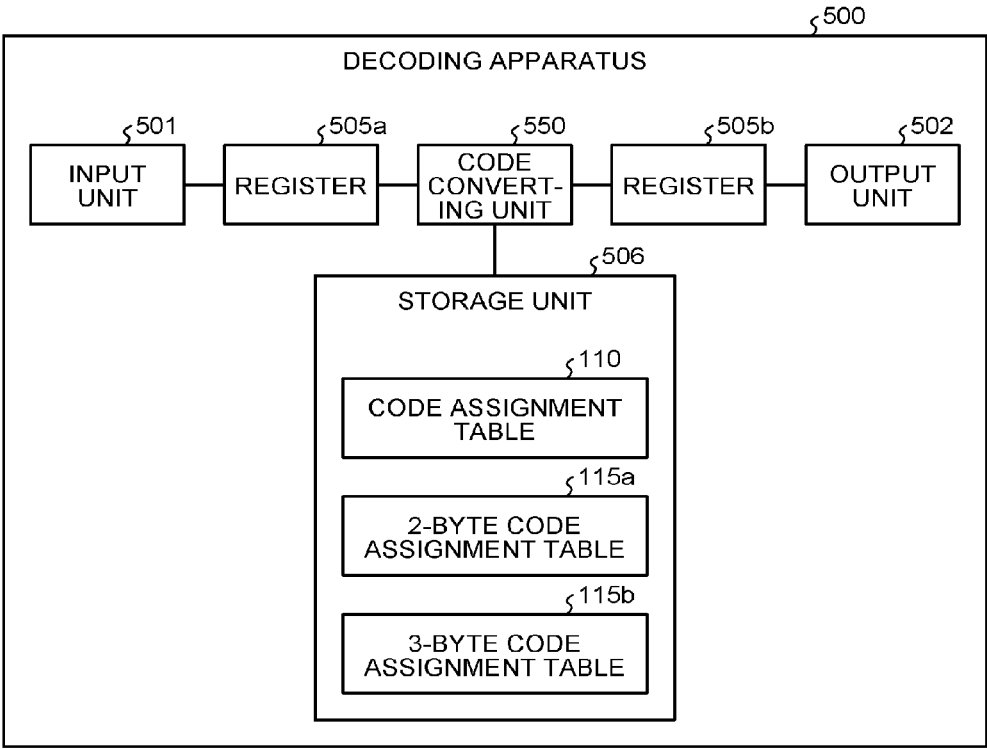 500
DECODING APPARATUS
501
505a
550
505b
502
INPUT
UNIT
REGISTER
CODE
CONVERT-
ING UNIT
REGISTER
OUTPUT
UNIT
506
STORAGE UNIT
110
CODE ASSIGNMENT
TABLE
115a
2-BYTE CODE
ASSIGNMENT TABLE
115b
3-BYTE CODE
ASSIGNMENT TABLE